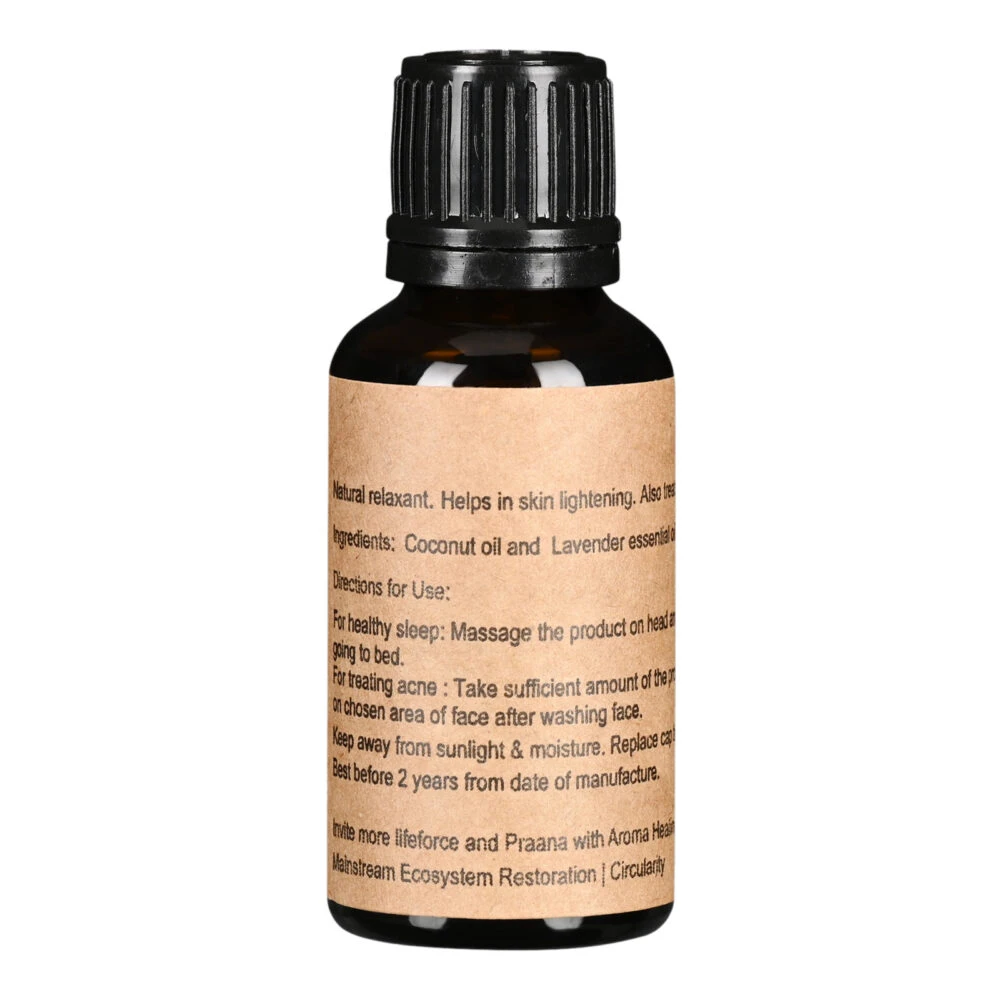 Natural relaxant. Helps in skin lightening. Also
Ingredients: Coconut oil and Lavender essential
Directions for Use:
For healthy sleep: Massage the product on head
going to bed.
For treating acne : Take sufficient amount of the
on chosen area of face after washing face.
Keep away from sunlight & moisture. Replace cap
Best before 2 years from date of manufacture.
Invite more lifeforce and Praana with Aroma
Mainstream Ecosystem Restoration | Circularity